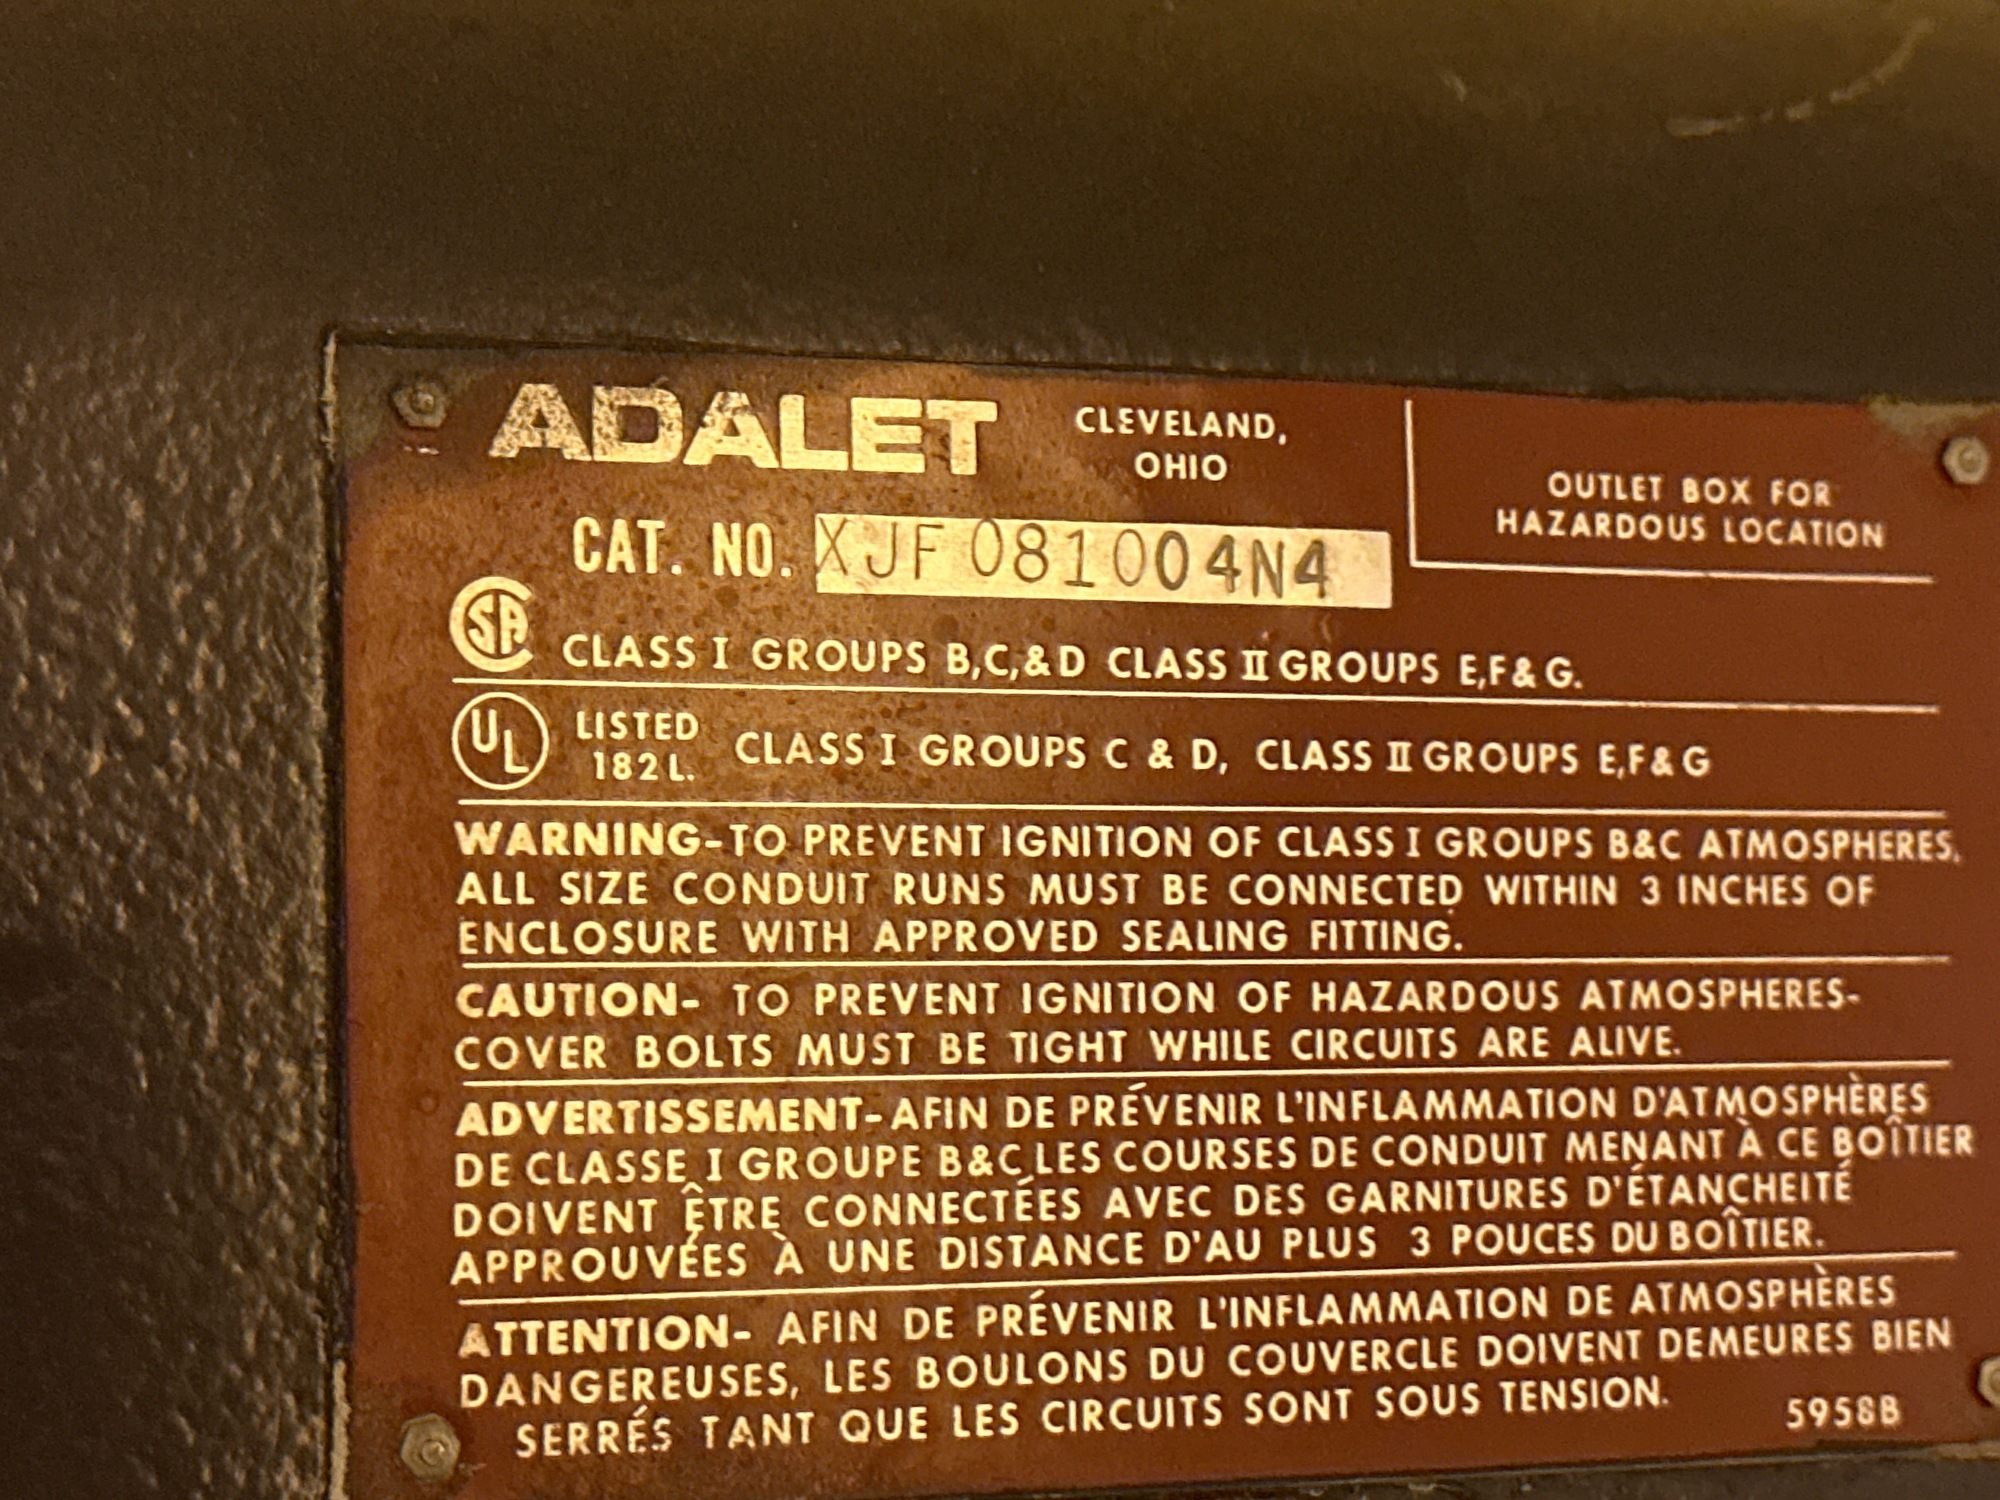 ADALET
CLEVELAND,
OHIO
OUTLET BOX FOR
HAZARDOUS LOCATION
CAT. NO. XJF 081004N4
SA CLASS I GROUPS B,C,&D CLASS II GROUPS E,F& G.
UL LISTED
182L. CLASS I GROUPS C & D, CLASS II GROUPS E,F& G
WARNING-TO PREVENT IGNITION OF CLASS I GROUPS B&C ATMOSPHERES,
ALL SIZE CONDUIT RUNS MUST BE CONNECTED WITHIN 3 INCHES OF
ENCLOSURE WITH APPROVED SEALING FITTING.
CAUTION- TO PREVENT IGNITION OF HAZARDOUS ATMOSPHERES-
COVER BOLTS MUST BE TIGHT WHILE CIRCUITS ARE ALIVE.
ADVERTISSEMENT-AFIN DE PRÉVENIR L'INFLAMMATION D'ATMOSPHÈRES
DE CLASSE I GROUPE B&C LES COURSES DE CONDUIT MENANT À CE BOÎTIER
DOIVENT ÊTRE CONNECTÉES AVEC DES GARNITURES D'ÉTANCHEITÉ
APPROUVÉES À UNE DISTANCE D'AU PLUS 3 POUCES DU BOÎTIER.
ATTENTION- AFIN DE PRÉVENIR L'INFLAMMATION DE ATMOSPHÈRES
DANGEREUSES, LES BOULONS DU COUVERCLE DOIVENT DEMEURES BIEN
SERRÉS TANT QUE LES CIRCUITS SONT SOUS TENSION.
5958B